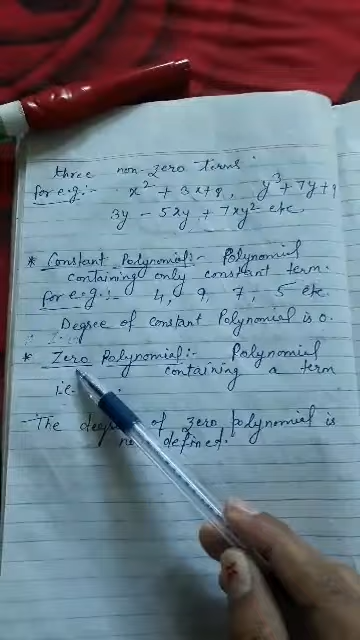 three non-zero terms.
for e.g :- x² + 3x+9, y³+7y+9
3y - 5xy + 7xy² etc
* Constant Polynomial :- Polynomial
containing only constant term.
for e.g. :- 4, 9, 7, 5 etc.
Degree of constant Polynomial is 0.
* Zero Polynomial :- Polynomial
containing a term
i.e.
The of zero polynomial is
defined.